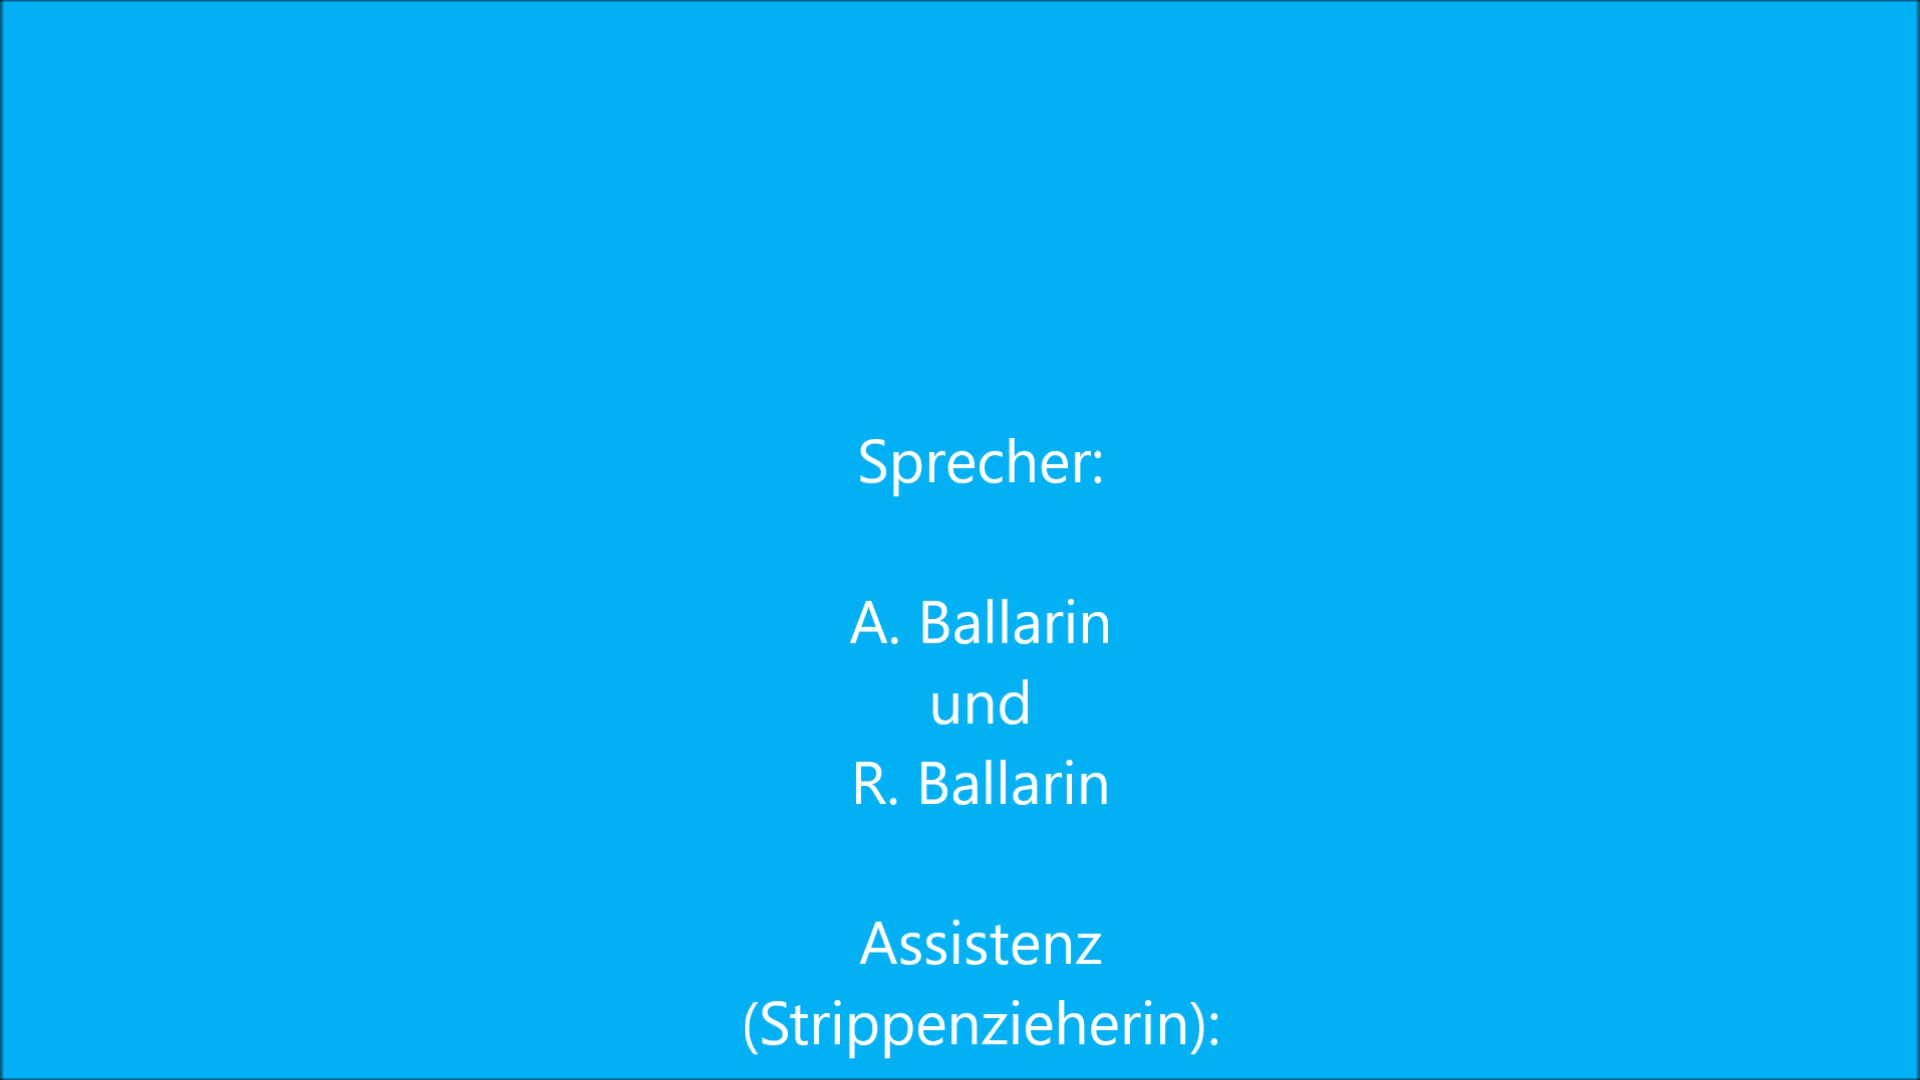 Sprecher:
A. Ballarin
und
R. Ballarin
Assistenz
(Strippenzieherin):